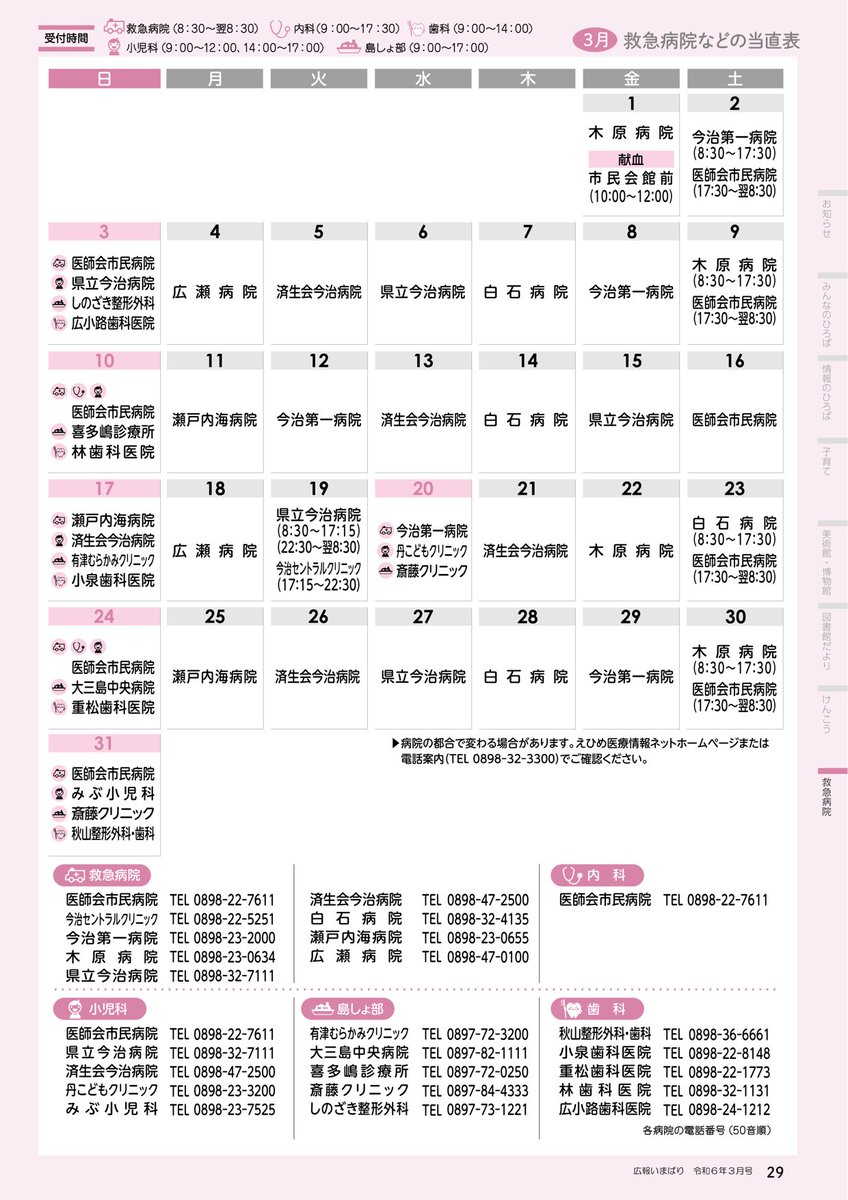 受付時間
救急病院（8：30～翌8：30） 内科（9：00～17：30） 歯科（9：00～14：00）
小児科（9：00～12：00、14：00～17：00） 島しょ部（9：00～17：00）
3月 救急病院などの当直表
日 月 火 水 木 金 土
1
木原病院
献血
市民会館前
(10:00～12:00)
2
今治第一病院
(8:30～17:30)
医師会市民病院
(17:30～翌8:30)
3
医師会市民病院
県立今治病院
しのざき整形外科
広小路歯科医院
4
広瀬病院
5
済生会今治病院
6
県立今治病院
7
白石病院
8
今治第一病院
9
木原病院
(8:30～17:30)
医師会市民病院
(17:30～翌8:30)
10
医師会市民病院
喜多嶋診療所
林歯科医院
11
瀬戸内海病院
12
今治第一病院
13
済生会今治病院
14
白石病院
15
県立今治病院
16
医師会市民病院
17
瀬戸内海病院
済生会今治病院
有津むらかみクリニック
小泉歯科医院
18
広瀬病院
19
県立今治病院
(8:30～17:15)
(22:30～翌8:30)
今治セントラルクリニック
(17:15～22:30)
20
今治第一病院
丹こどもクリニック
斎藤クリニック
21
済生会今治病院
22
木原病院
23
白石病院
(8:30～17:30)
医師会市民病院
(17:30～翌8:30)
24
医師会市民病院
大三島中央病院
重松歯科医院
25
瀬戸内海病院
26
済生会今治病院
27
県立今治病院
28
白石病院
29
今治第一病院
30
木原病院
(8:30～17:30)
医師会市民病院
(17:30～翌8:30)
31
医師会市民病院
みぶ小児科
斎藤クリニック
秋山整形外科・歯科
▶病院の都合で変わる場合があります。えひめ医療情報ネットホームページまたは
電話案内（TEL 0898-32-3300）でご確認ください。
救急病院
医師会市民病院 TEL 0898-22-7611
今治セントラルクリニック TEL 0898-22-5251
今治第一病院 TEL 0898-23-2000
木原病院 TEL 0898-23-0634
県立今治病院 TEL 0898-32-7111
済生会今治病院 TEL 0898-47-2500
白石病院 TEL 0898-32-4135
瀬戸内海病院 TEL 0898-23-0655
広瀬病院 TEL 0898-47-0100
内科
医師会市民病院 TEL 0898-22-7611
小児科
医師会市民病院 TEL 0898-22-7611
県立今治病院 TEL 0898-32-7111
済生会今治病院 TEL 0898-47-2500
丹こどもクリニック TEL 0898-23-3200
みぶ小児科 TEL 0898-23-7525
島しょ部
有津むらかみクリニック TEL 0897-72-3200
大三島中央病院 TEL 0897-82-1111
喜多嶋診療所 TEL 0897-72-0250
斎藤クリニック TEL 0897-84-4333
しのざき整形外科 TEL 0897-73-1221
歯科
秋山整形外科・歯科 TEL 0898-36-6661
小泉歯科医院 TEL 0898-22-8148
重松歯科医院 TEL 0898-22-1773
林歯科医院 TEL 0898-32-1131
広小路歯科医院 TEL 0898-24-1212
各病院の電話番号（50音順）
お知らせ
みんなのひろば
情報のひろば
子育て
美術館・博物館
図書館だより
けんこう
救急病院
広報いまばり 令和6年3月号 29